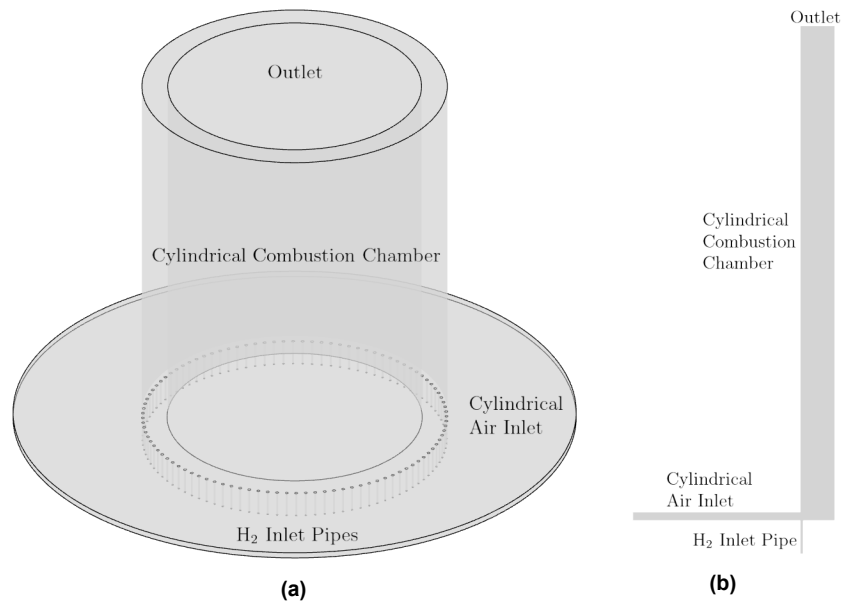 Outlet
Cylindrical Combustion Chamber
Cylindrical
Air Inlet
H₂ Inlet Pipes
(a)
Outlet
Cylindrical
Combustion
Chamber
Cylindrical
Air Inlet
H₂ Inlet Pipe
(b)